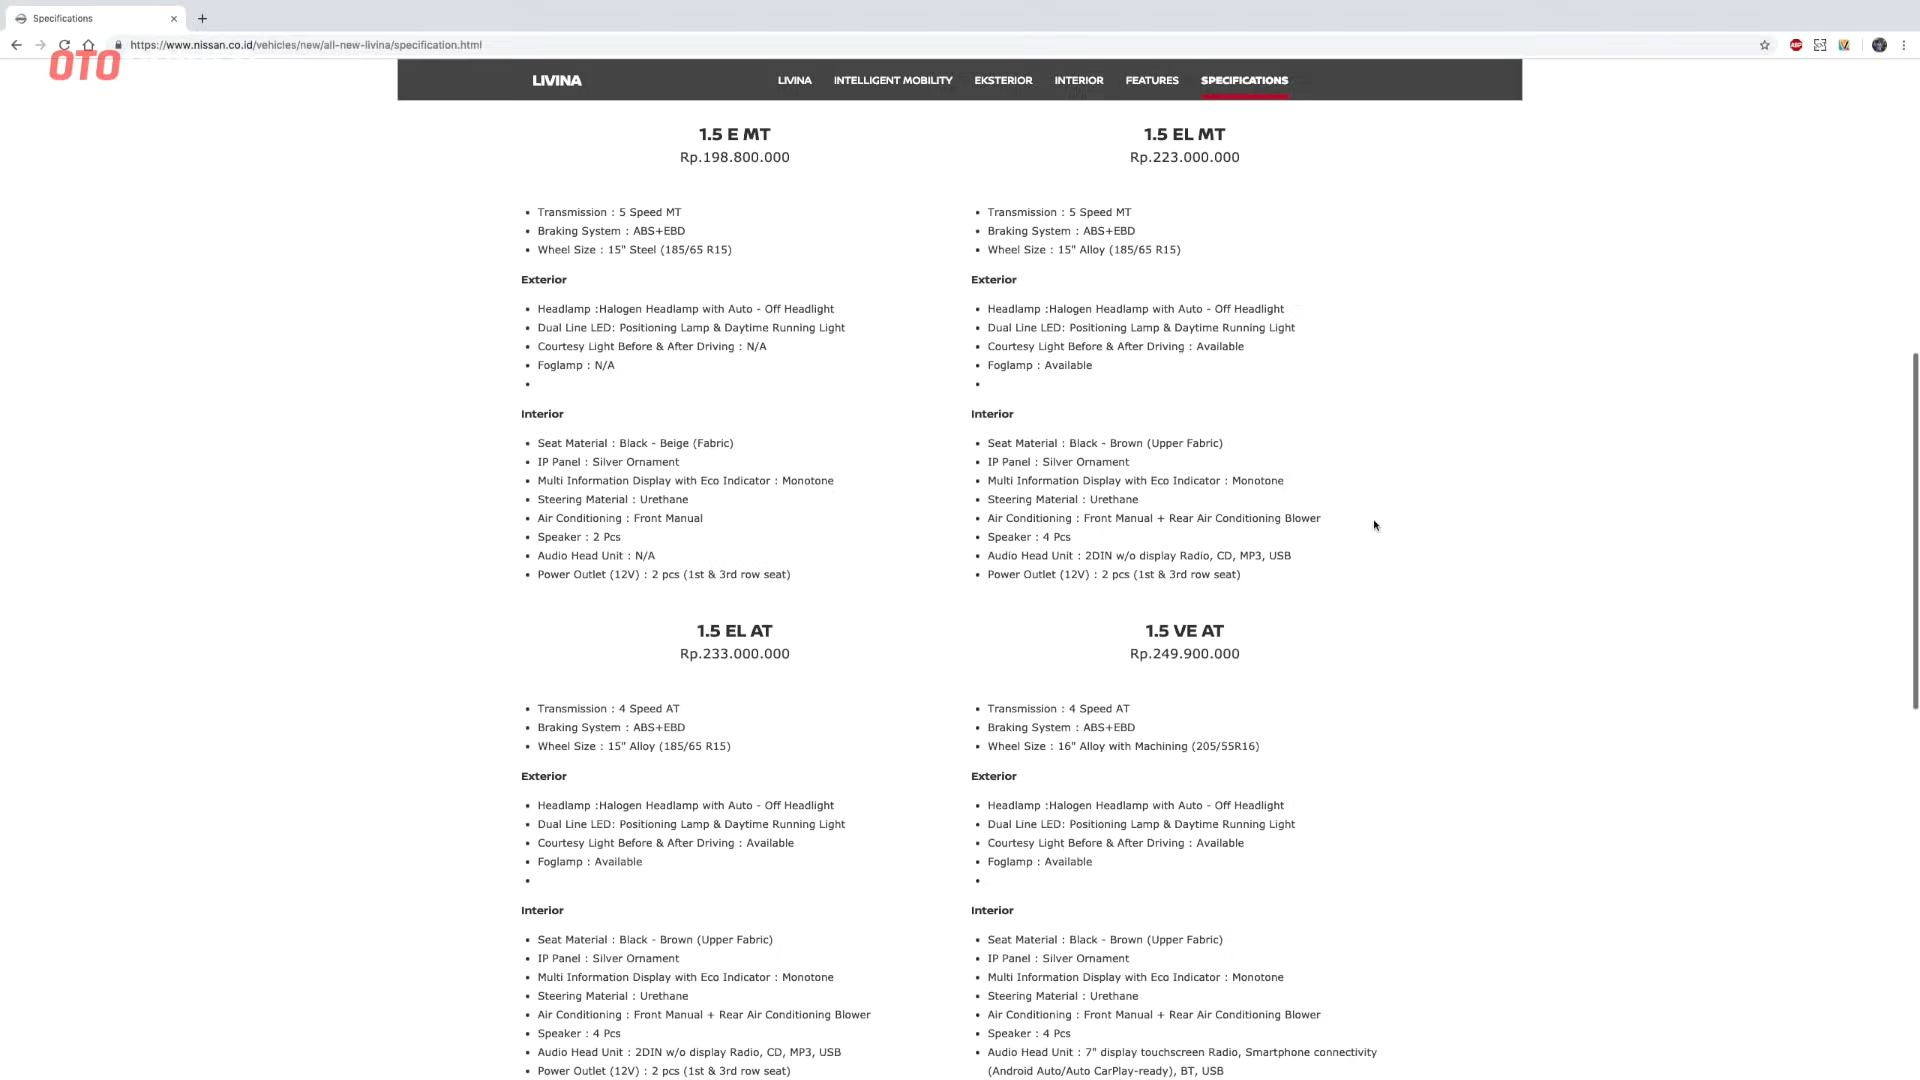 Specifications
https://www.nissan.co.id/vehicles/new/all-new-livina/specification.html
OTO
LIVINA
LIVINA INTELLIGENT MOBILITY EKSTERIOR INTERIOR FEATURES SPECIFICATIONS
1.5 E MT
Rp.198.800.000
Transmission : 5 Speed MT
Braking System : ABS+EBD
Wheel Size : 15" Steel (185/65 R15)
Exterior
Headlamp :Halogen Headlamp with Auto - Off Headlight
Dual Line LED: Positioning Lamp & Daytime Running Light
Courtesy Light Before & After Driving : N/A
Foglamp : N/A
Interior
Seat Material : Black - Beige (Fabric)
IP Panel : Silver Ornament
Multi Information Display with Eco Indicator : Monotone
Steering Material : Urethane
Air Conditioning : Front Manual
Speaker : 2 Pcs
Audio Head Unit : N/A
Power Outlet (12V) : 2 pcs (1st & 3rd row seat)
1.5 EL MT
Rp.223.000.000
Transmission : 5 Speed MT
Braking System : ABS+EBD
Wheel Size : 15" Alloy (185/65 R15)
Exterior
Headlamp :Halogen Headlamp with Auto - Off Headlight
Dual Line LED: Positioning Lamp & Daytime Running Light
Courtesy Light Before & After Driving : Available
Foglamp : Available
Interior
Seat Material : Black - Brown (Upper Fabric)
IP Panel : Silver Ornament
Multi Information Display with Eco Indicator : Monotone
Steering Material : Urethane
Air Conditioning : Front Manual + Rear Air Conditioning Blower
Speaker : 4 Pcs
Audio Head Unit : 2DIN w/o display Radio, CD, MP3, USB
Power Outlet (12V) : 2 pcs (1st & 3rd row seat)
1.5 EL AT
Rp.233.000.000
Transmission : 4 Speed AT
Braking System : ABS+EBD
Wheel Size : 15" Alloy (185/65 R15)
Exterior
Headlamp :Halogen Headlamp with Auto - Off Headlight
Dual Line LED: Positioning Lamp & Daytime Running Light
Courtesy Light Before & After Driving : Available
Foglamp : Available
Interior
Seat Material : Black - Brown (Upper Fabric)
IP Panel : Silver Ornament
Multi Information Display with Eco Indicator : Monotone
Steering Material : Urethane
Air Conditioning : Front Manual + Rear Air Conditioning Blower
Speaker : 4 Pcs
Audio Head Unit : 2DIN w/o display Radio, CD, MP3, USB
Power Outlet (12V) : 2 pcs (1st & 3rd row seat)
1.5 VE AT
Rp.249.900.000
Transmission : 4 Speed AT
Braking System : ABS+EBD
Wheel Size : 16" Alloy with Machining (205/55R16)
Exterior
Headlamp :Halogen Headlamp with Auto - Off Headlight
Dual Line LED: Positioning Lamp & Daytime Running Light
Courtesy Light Before & After Driving : Available
Foglamp : Available
Interior
Seat Material : Black - Brown (Upper Fabric)
IP Panel : Silver Ornament
Multi Information Display with Eco Indicator : Monotone
Steering Material : Urethane
Air Conditioning : Front Manual + Rear Air Conditioning Blower
Speaker : 4 Pcs
Audio Head Unit : 7" display touchscreen Radio, Smartphone connectivity
(Android Auto/Auto CarPlay-ready), BT, USB